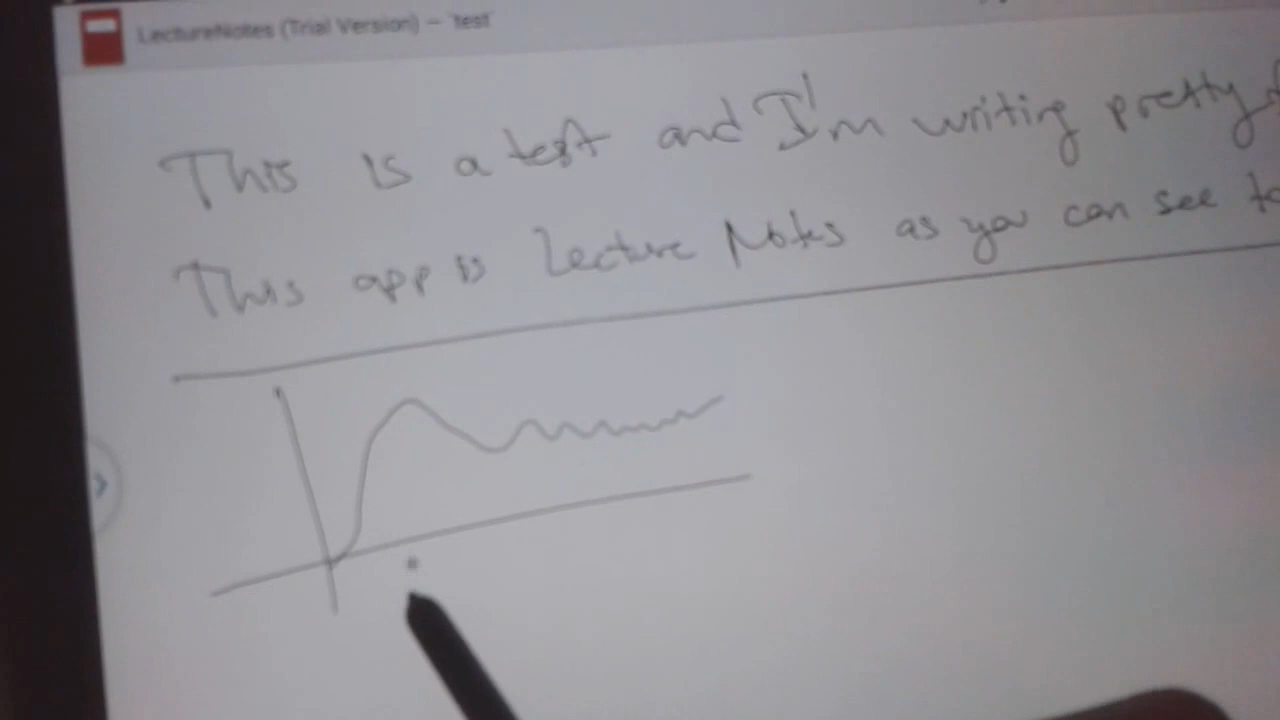 LectureNotes (Trial Version) – 'test'
This is a test and I'm writing pretty
This app is Lecture Notes as you can see